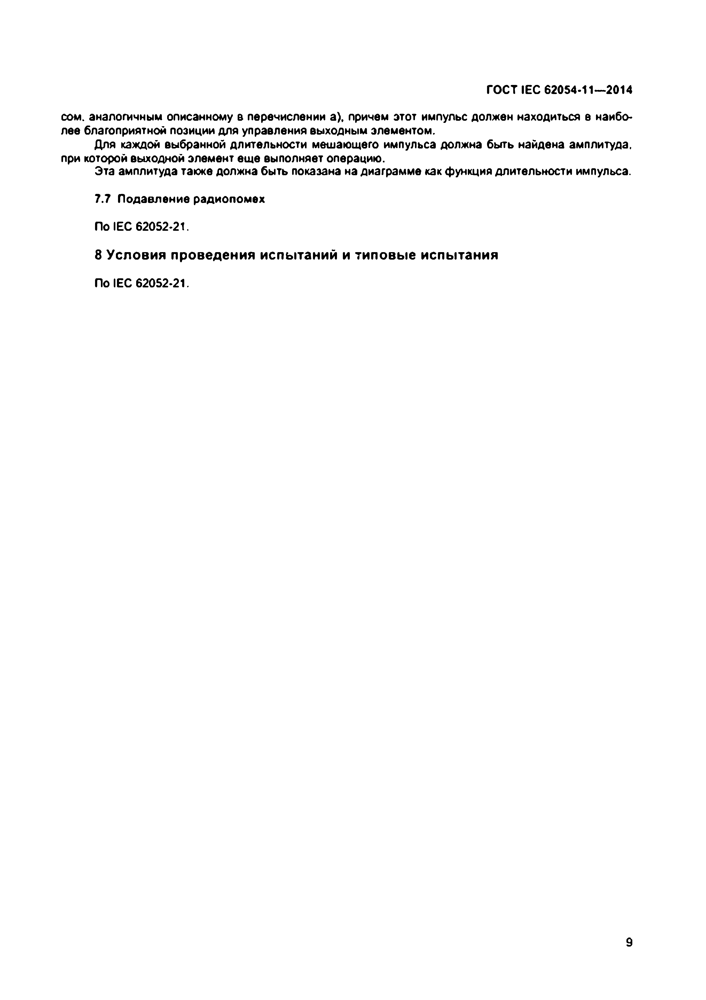 ГОСТ IEC 62054-11—2014
сом, аналогичным описанному в перечислении а), причем этот импульс должен находиться в наибо-
лее благоприятной позиции для управления выходным элементом.
Для каждой выбранной длительности мешающего импульса должна быть найдена амплитуда,
при которой выходной элемент еще выполняет операцию.
Эта амплитуда также должна быть показана на диаграмме как функция длительности импульса.
7.7 Подавление радиопомех
По IEC 62052-21.
8 Условия проведения испытаний и типовые испытания
По IEC 62052-21.
9